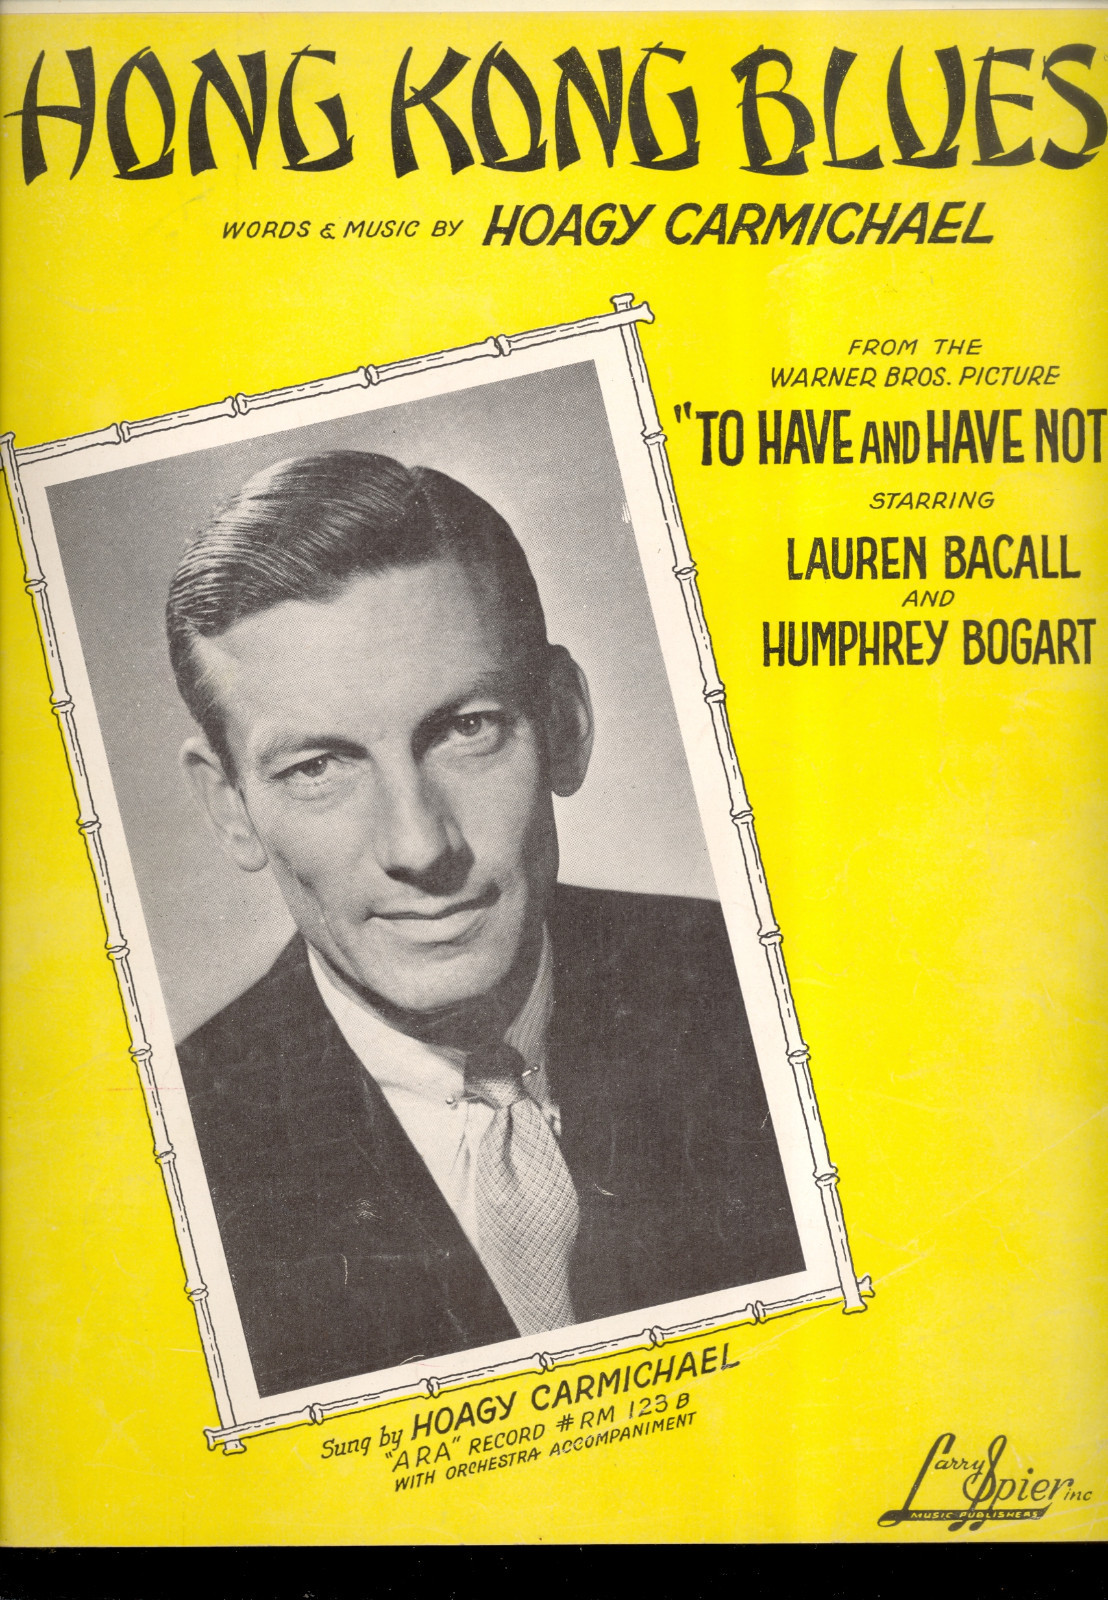 HONG KONG BLUES
WORDS & MUSIC BY HOAGY CARMICHAEL
FROM THE
WARNER BROS. PICTURE
"TO HAVE AND HAVE NOT
STARRING
LAUREN BACALL
AND
HUMPHREY BOGART
Sung by HOAGY CARMICHAEL
"ARA" RECORD #RM 123 B
WITH ORCHESTRA ACCOMPANIMENT
Larry Spier inc
MUSIC PUBLISHERS